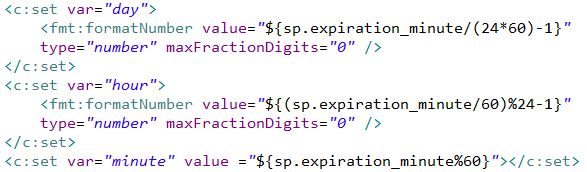 <c:set var="day">
<fmt:formatNumber value="${sp.expiration_minute/(24*60)-1}"
type="number" maxFractionDigits="0" />
</c:set>
<c:set var="hour">
<fmt:formatNumber value="${(sp.expiration_minute/60)%24-1}"
type="number" maxFractionDigits="0" />
</c:set>
<c:set var="minute" value ="${sp.expiration_minute%60}"></c:set>